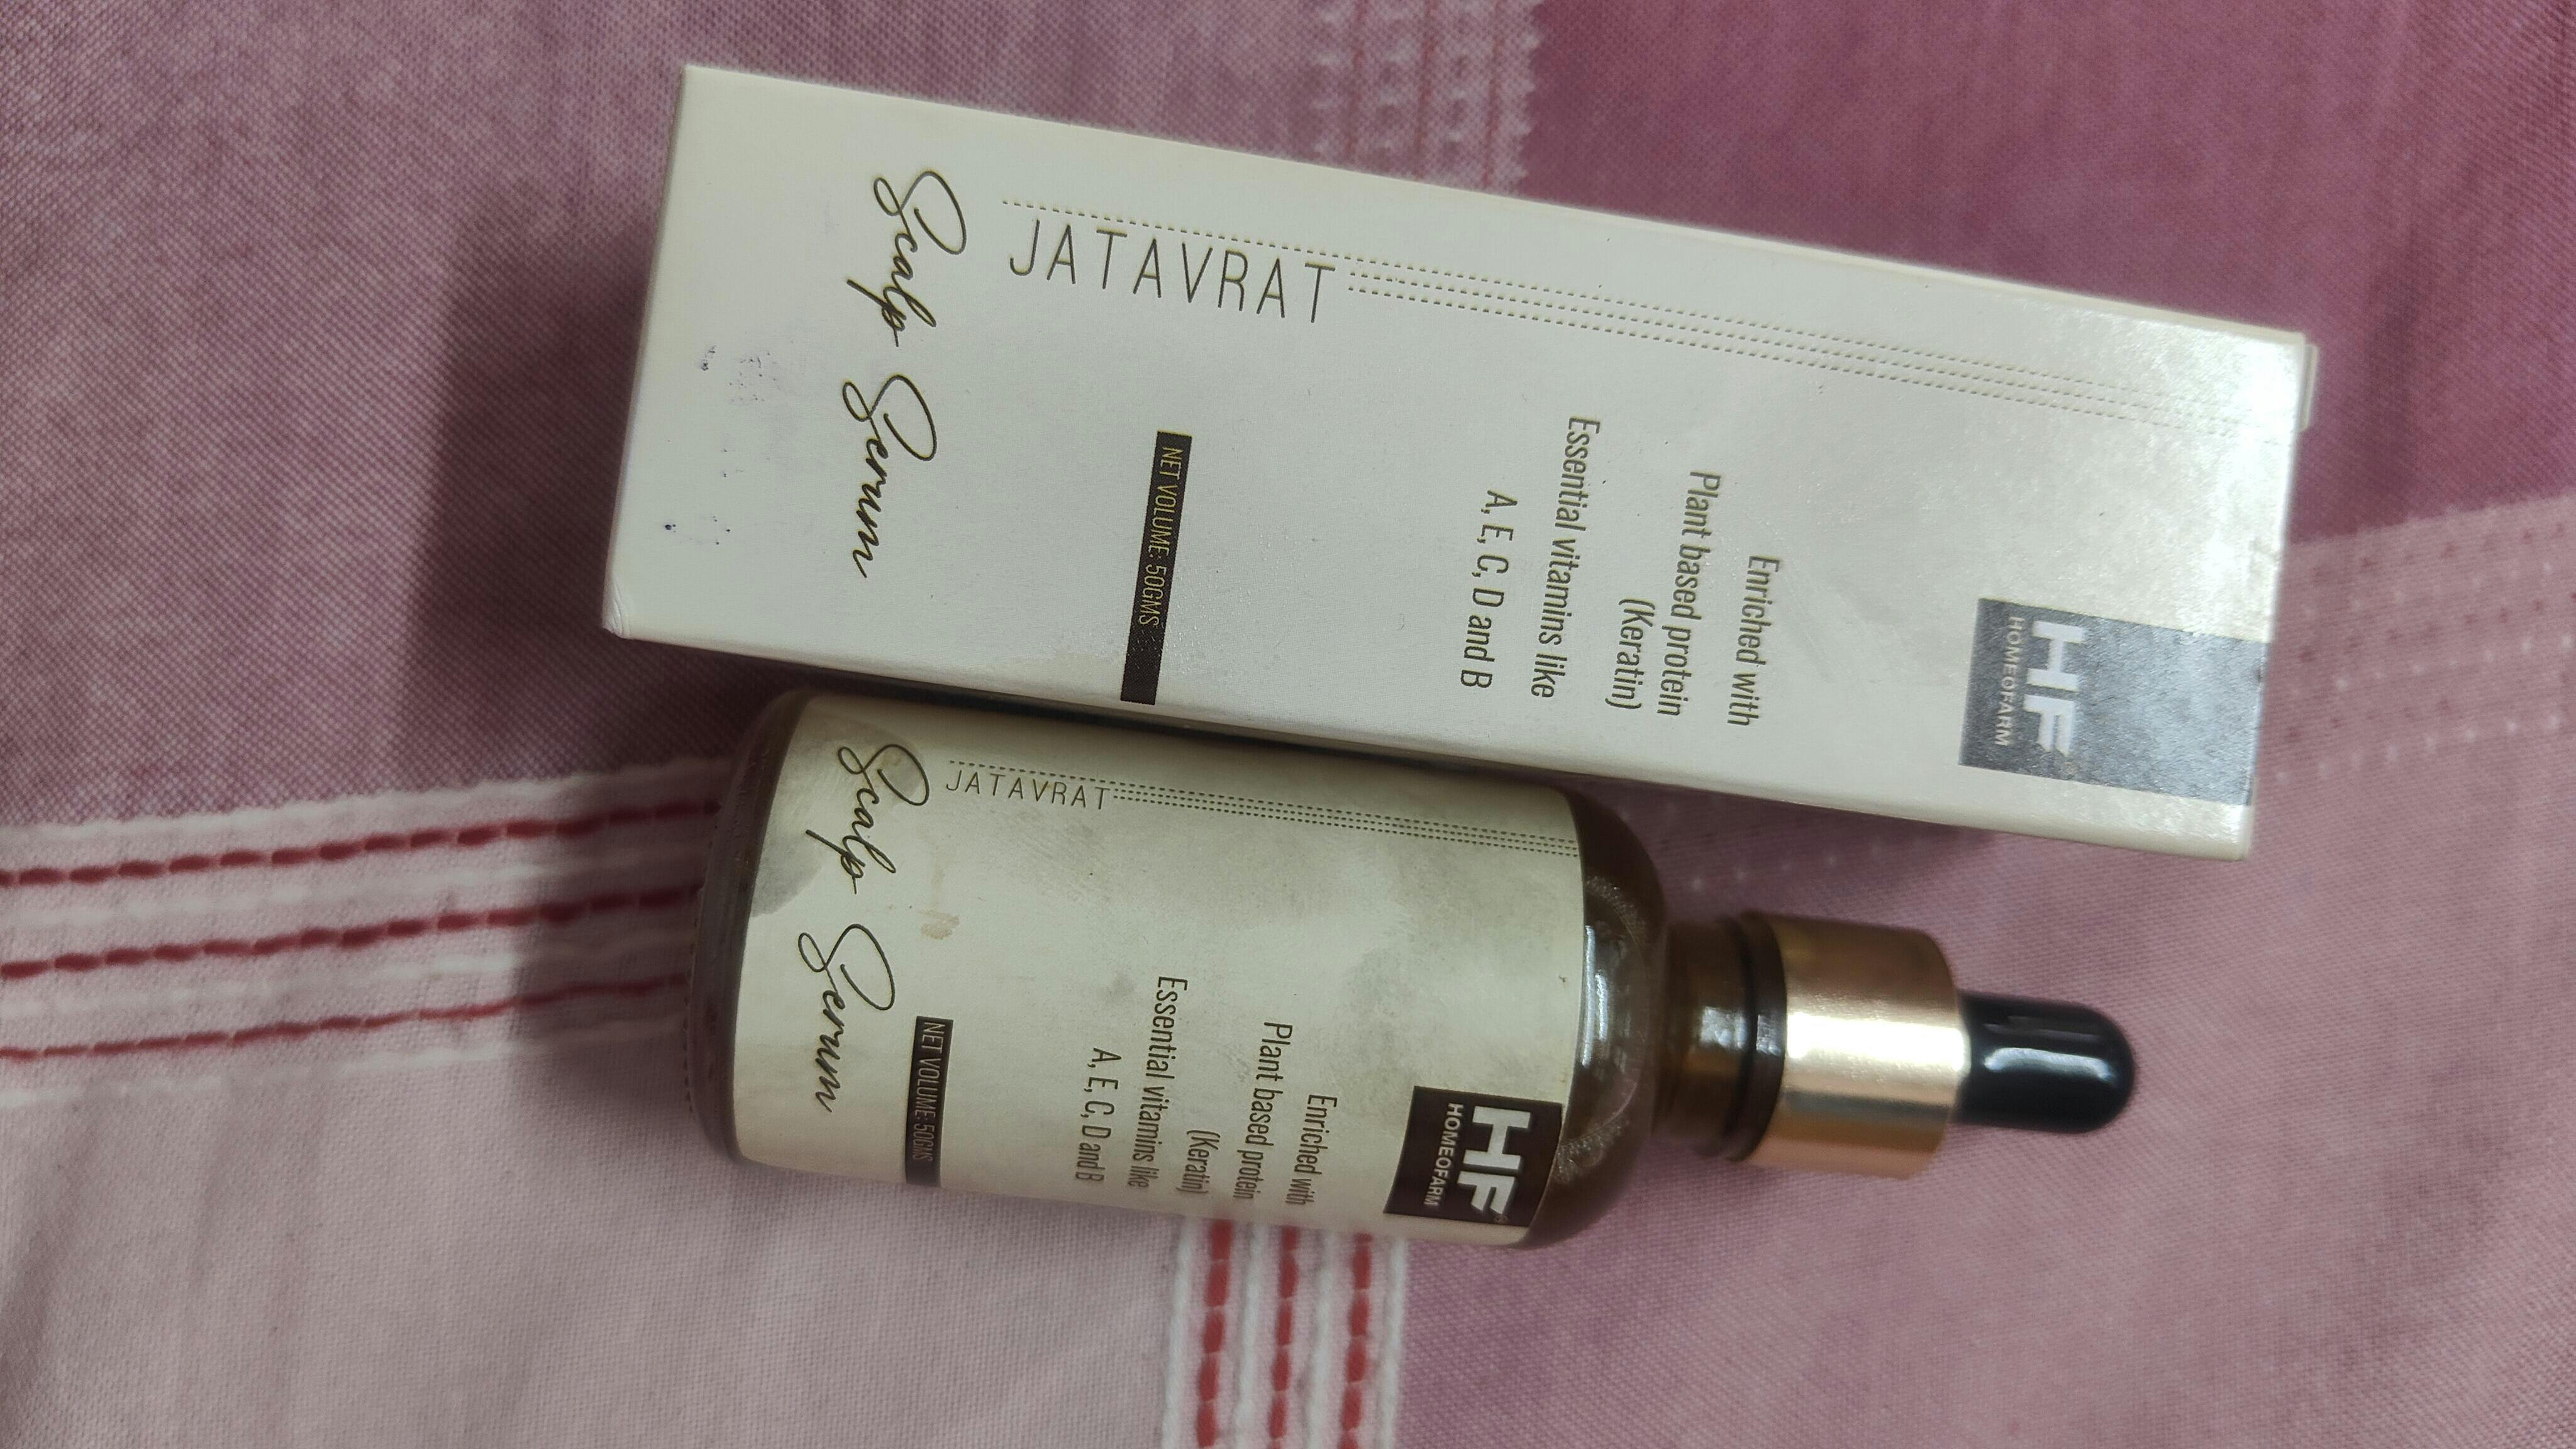 HF
HOMEOFARM
Enriched with
Plant based protein
(Keratin)
Essential vitamins like
A, E, C, D and B
NET VOLUME: 50GMS
JATAVRAT
Scalp Serum
HF
HOMEOFARM
Enriched with
Plant based protein
(Keratin)
Essential vitamins like
A, E, C, D and B
NET VOLUME: 50GMS
JATAVRAT
Scalp Serum